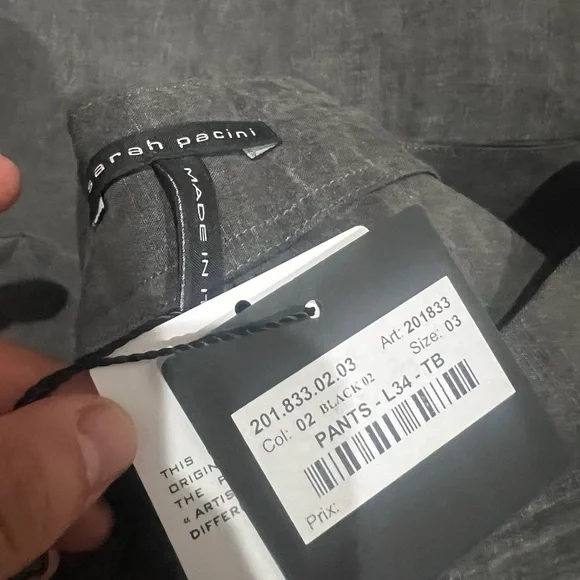 sarah pacini
MADE IN IT
201.833.02.03
Art: 201833
Col: 02 BLACK 02
Size: 03
PANTS - L34 - TB
Prix:
THIS
ORIGIN
THE
« ARTIS
DIFFER